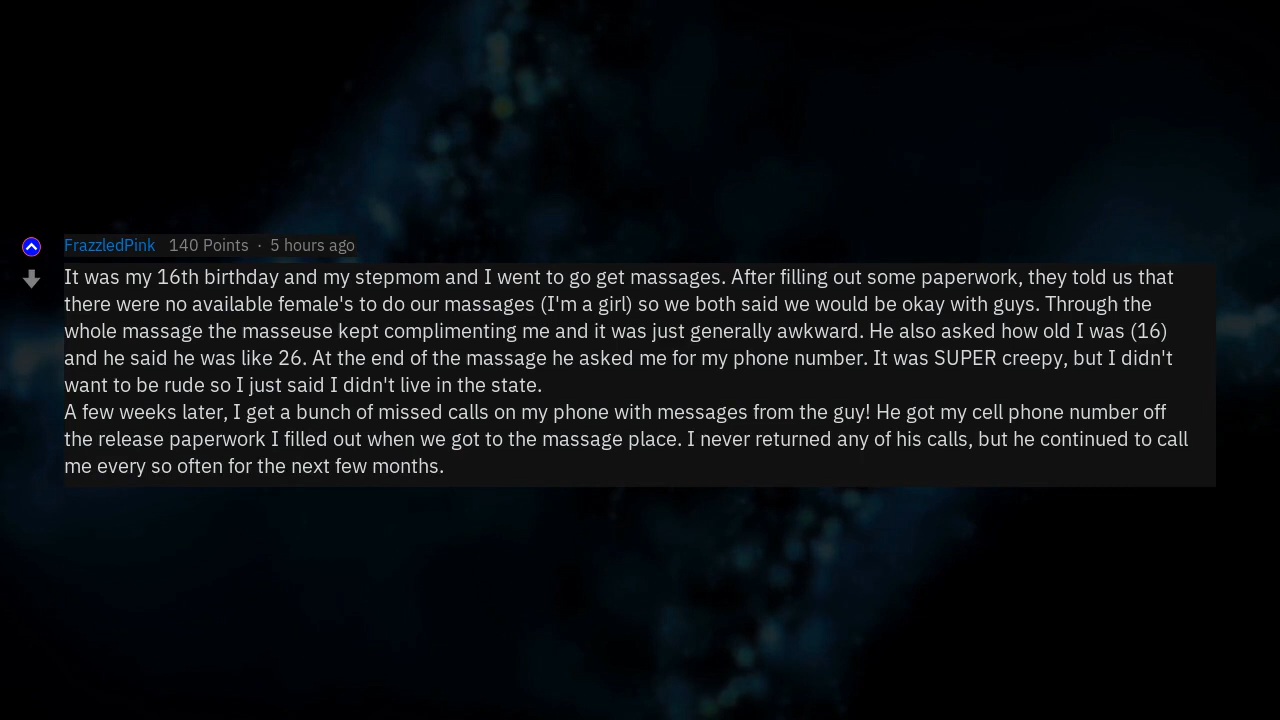 FrazzledPink 140 Points · 5 hours ago
It was my 16th birthday and my stepmom and I went to go get massages. After filling out some paperwork, they told us that
there were no available female's to do our massages (I'm a girl) so we both said we would be okay with guys. Through the
whole massage the masseuse kept complimenting me and it was just generally awkward. He also asked how old I was (16)
and he said he was like 26. At the end of the massage he asked me for my phone number. It was SUPER creepy, but I didn't
want to be rude so I just said I didn't live in the state.
A few weeks later, I get a bunch of missed calls on my phone with messages from the guy! He got my cell phone number off
the release paperwork I filled out when we got to the massage place. I never returned any of his calls, but he continued to call
me every so often for the next few months.